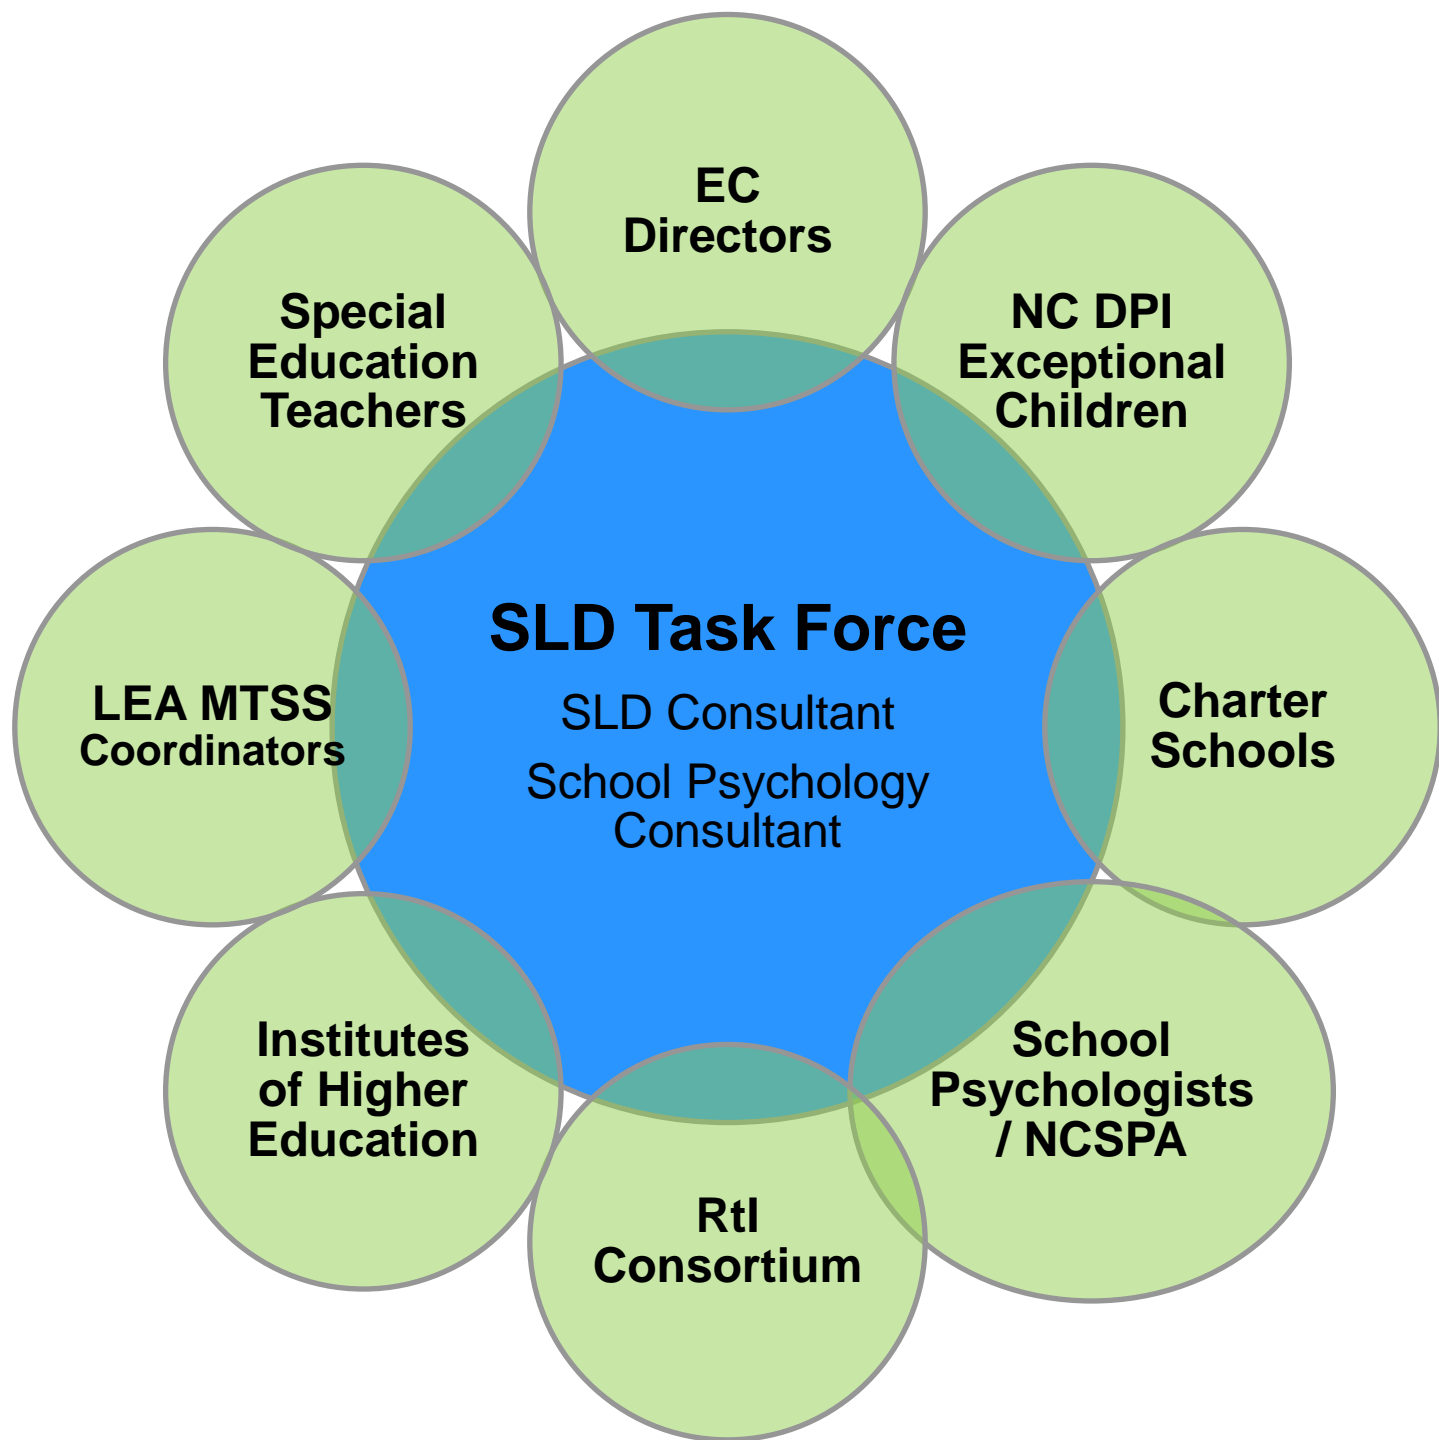 EC
Directors
Special
Education
Teachers
NC DPI
Exceptional
Children
SLD Task Force
SLD Consultant
School Psychology
Consultant
LEA MTSS
Coordinators
Charter
Schools
Institutes
of Higher
Education
School
Psychologists
/ NCSPA
RtI
Consortium